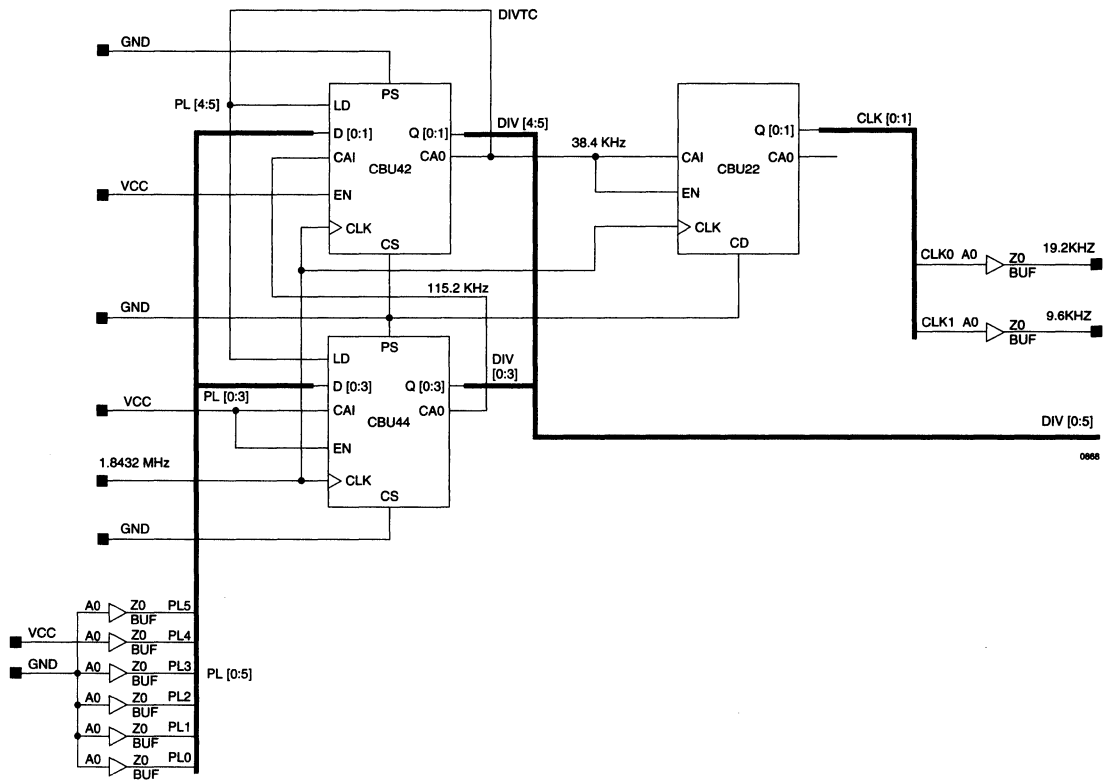 DIVTC
GND
PS
PL [4:5]
LD
D [0:1]
Q [0:1]
DIV [4:5]
CAI
CA0
CBU42
VCC
EN
CLK
CS
38.4 KHz
Q [0:1]
CLK [0:1]
CAI
CA0
CBU22
EN
CLK
CD
CLK0 A0
Z0
BUF
19.2KHZ
CLK1 A0
Z0
BUF
9.6KHZ
115.2 KHz
GND
PS
LD
DIV
[0:3]
D [0:3]
Q [0:3]
PL [0:3]
VCC
CAI
CA0
CBU44
EN
1.8432 MHz
CLK
CS
GND
DIV [0:5]
0868
A0
Z0
BUF
PL5
VCC
A0
Z0
BUF
PL4
GND
A0
Z0
BUF
PL3
PL [0:5]
A0
Z0
BUF
PL2
A0
Z0
BUF
PL1
A0
Z0
BUF
PL0